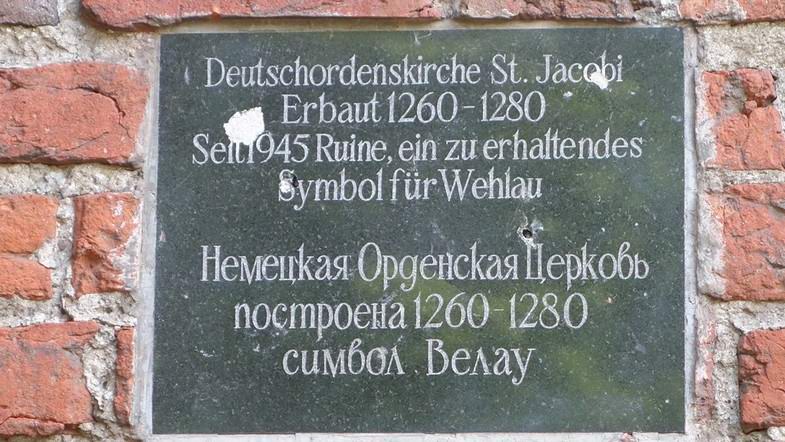 Deutschordenskirche St. Jacobi
Erbaut 1260-1280
Seit 1945 Ruine, ein zu erhaltendes
Symbol für Wehlau
Немецкая Орденская Церковь
построена 1260-1280
символ Велау